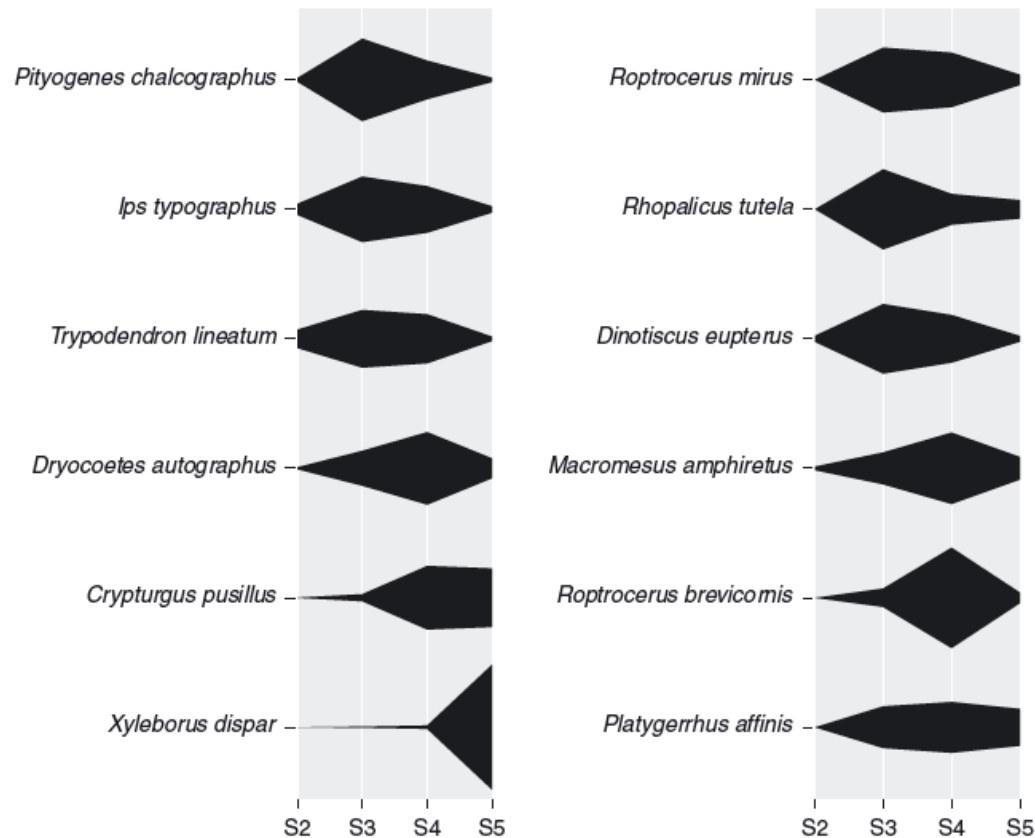 Pityogenes chalcographus
Ips typographus
Trypodendron lineatum
Dryocoetes autographus
Crypturgus pusillus
Xyleborus dispar
S2 S3 S4 S5
Roptrocerus mirus
Rhopalicus tutela
Dinotiscus eupterus
Macromesus amphiretus
Roptrocerus brevicornis
Platygerrhus affinis
S2 S3 S4 S5